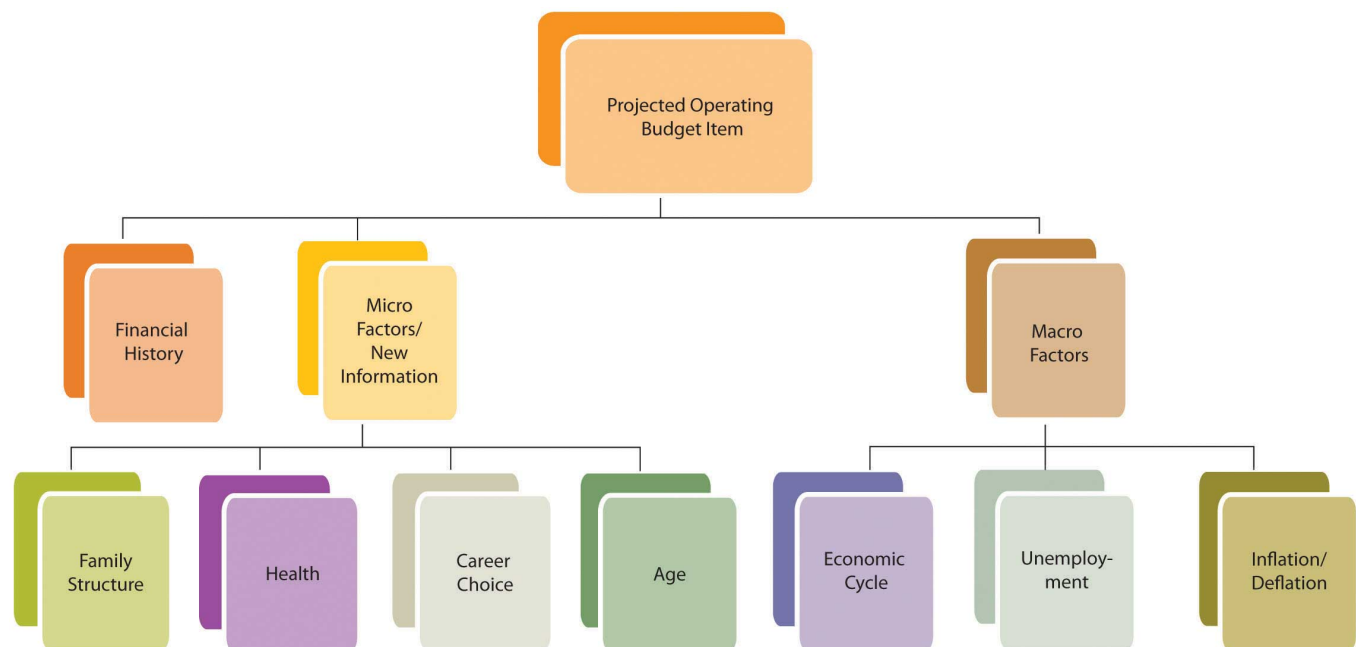 Projected Operating
Budget Item
Financial
History
Micro
Factors/
New
Information
Macro
Factors
Family
Structure
Health
Career
Choice
Age
Economic
Cycle
Unemploy-
ment
Inflation/
Deflation